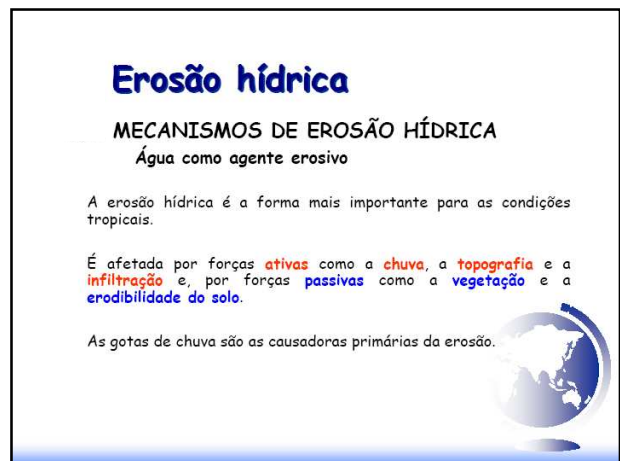 Erosão hídrica
MECANISMOS DE EROSÃO HÍDRICA
Água como agente erosivo
A erosão hídrica é a forma mais importante para as condições
tropicais.
É afetada por forças ativas como a chuva, a topografia e a
infiltração e, por forças passivas como a vegetação e a
erodibilidade do solo.
As gotas de chuva são as causadoras primárias da erosão.